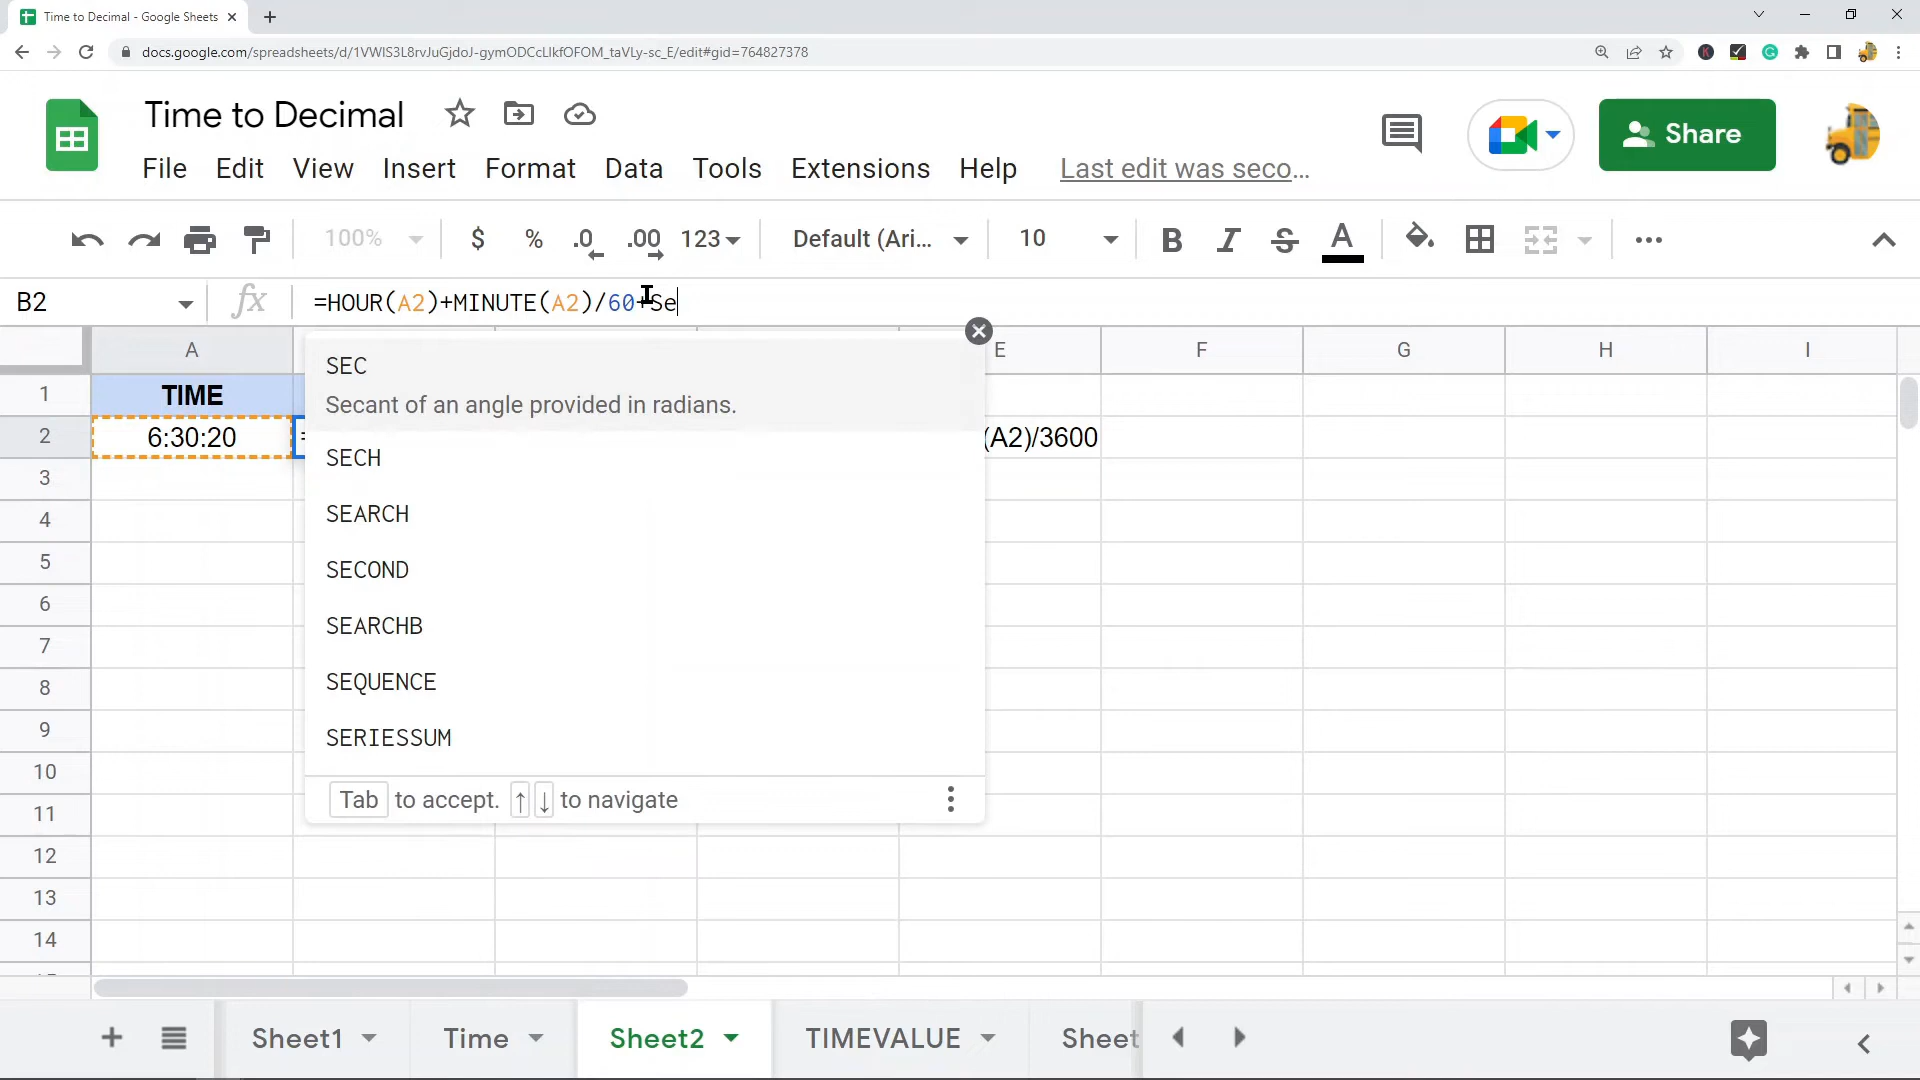 Time to Decimal - Google Sheets
docs.google.com/spreadsheets/d/1VWIS3L8rvJuGjdoJ-gymODCcLIkfOFOM_taVLy-sc_E/edit#gid=764827378
Time to Decimal
Share
File Edit View Insert Format Data Tools Extensions Help Last edit was seco...
100% $ % .0 .00 123 Default (Ari... 10 B I S A
B2 fx =HOUR(A2)+MINUTE(A2)/60+Se
A E F G H I
SEC
Secant of an angle provided in radians.
1 TIME
2 6:30:20 = (A2)/3600
SECH
3
SEARCH
4
SECOND
5
6
SEARCHB
7
SEQUENCE
8
SERIESSUM
9
Tab to accept. ↑ ↓ to navigate
10
11
12
13
14
Sheet1 Time Sheet2 TIMEVALUE Sheet